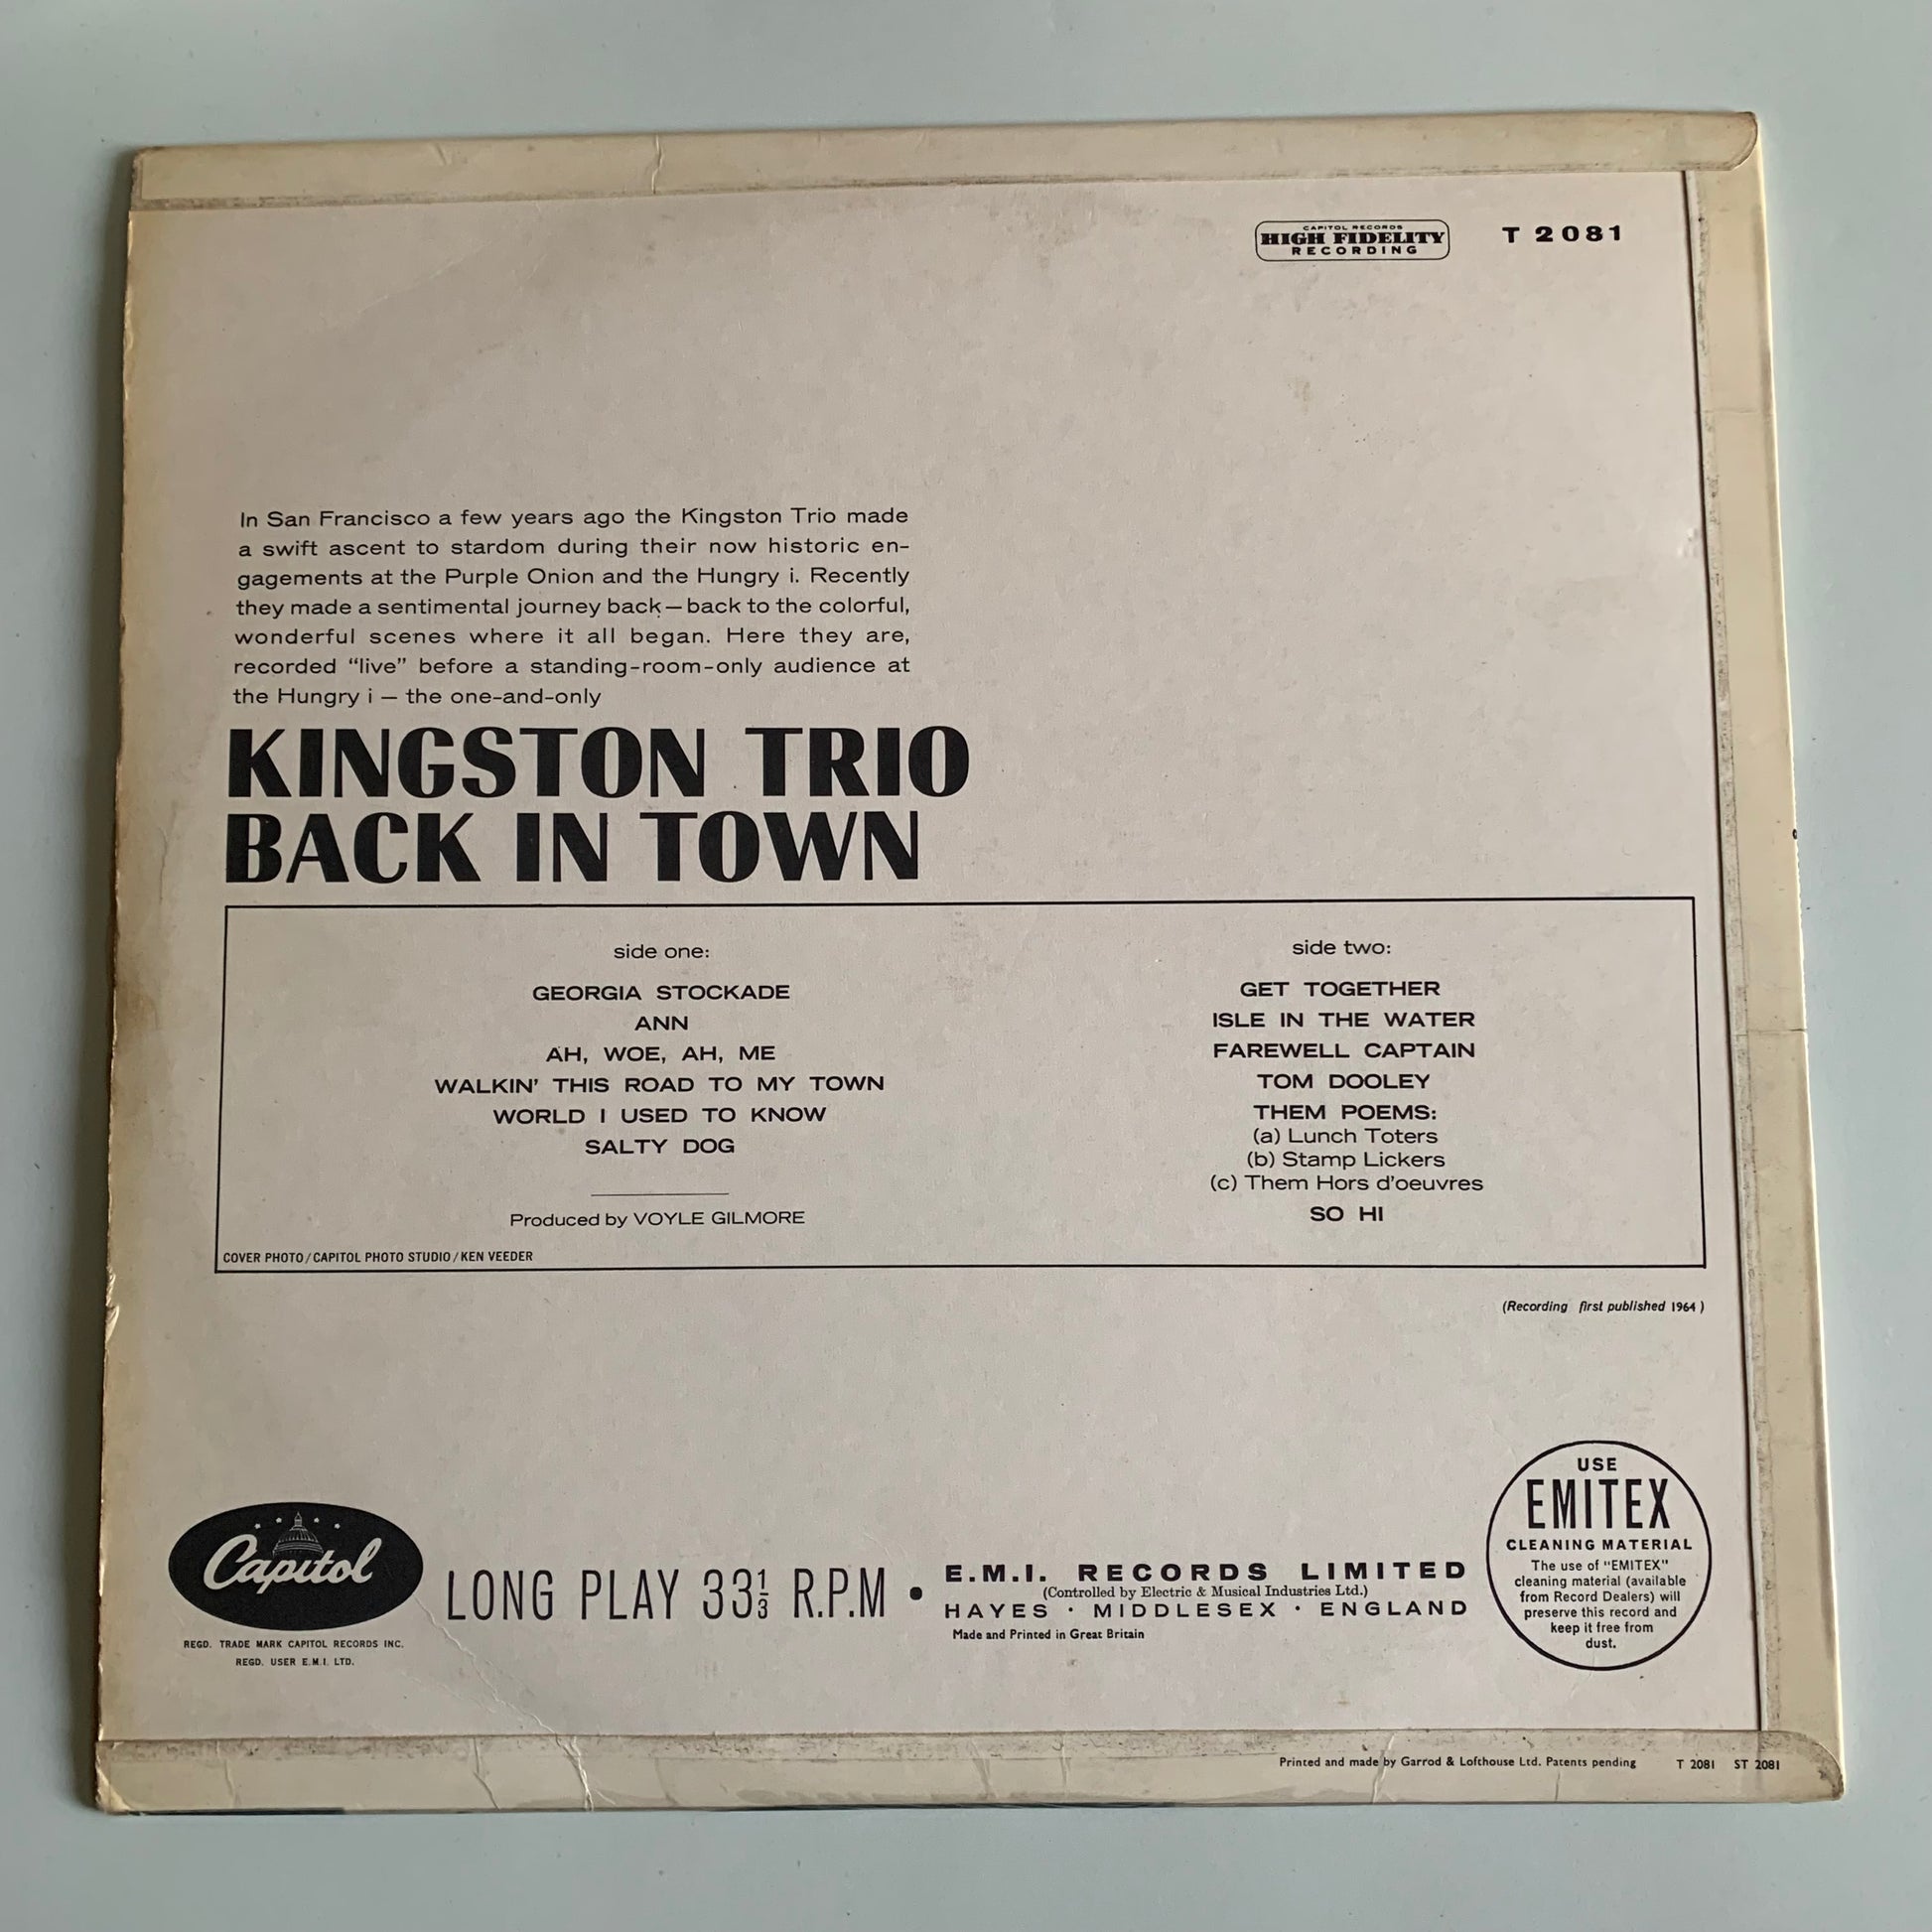 CAPITOL RECORDS
HIGH FIDELITY
RECORDING
T 2081
In San Francisco a few years ago the Kingston Trio made
a swift ascent to stardom during their now historic en-
gagements at the Purple Onion and the Hungry i. Recently
they made a sentimental journey back—back to the colorful,
wonderful scenes where it all began. Here they are,
recorded “live” before a standing-room-only audience at
the Hungry i — the one-and-only
KINGSTON TRIO
BACK IN TOWN
side one:
GEORGIA STOCKADE
ANN
AH, WOE, AH, ME
WALKIN’ THIS ROAD TO MY TOWN
WORLD I USED TO KNOW
SALTY DOG
Produced by VOYLE GILMORE
COVER PHOTO/CAPITOL PHOTO STUDIO/KEN VEEDER
side two:
GET TOGETHER
ISLE IN THE WATER
FAREWELL CAPTAIN
TOM DOOLEY
THEM POEMS:
(a) Lunch Toters
(b) Stamp Lickers
(c) Them Hors d’oeuvres
SO HI
(Recording first published 1964)
Capitol
REGD. TRADE MARK CAPITOL RECORDS INC.
REGD. USER E.M.I. LTD.
LONG PLAY 33⅓ R.P.M •
E.M.I. RECORDS LIMITED
(Controlled by Electric & Musical Industries Ltd.)
HAYES · MIDDLESEX · ENGLAND
Made and Printed in Great Britain
USE
EMITEX
CLEANING MATERIAL
The use of "EMITEX"
cleaning material (available
from Record Dealers) will
preserve this record and
keep it free from
dust.
Printed and made by Garrod & Lofthouse Ltd. Patents pending T 2081 ST 2081